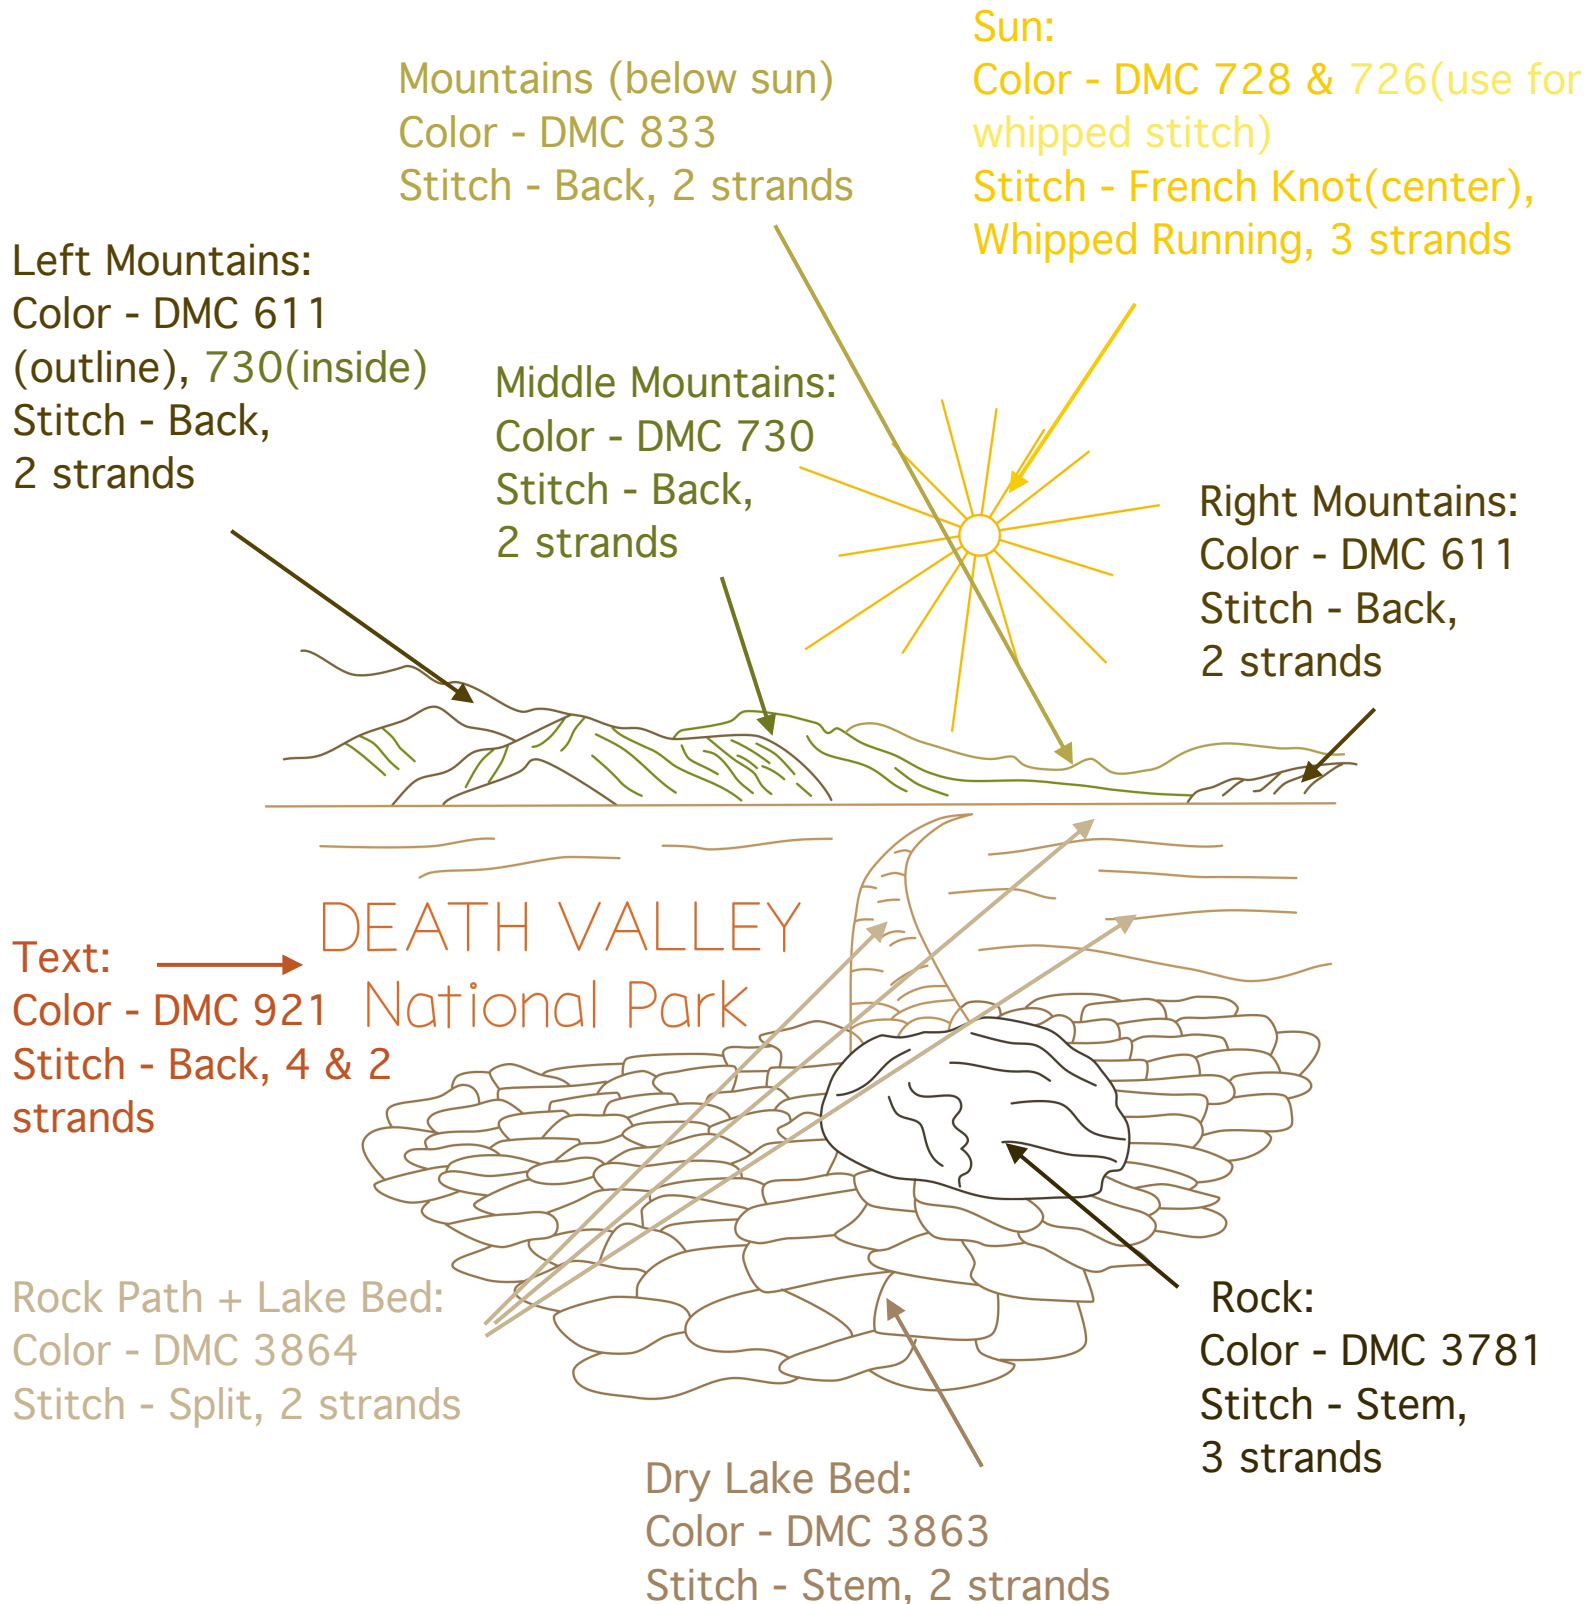 Sun:
Color - DMC 728 & 726(use for
whipped stitch)
Stitch - French Knot(center),
Whipped Running, 3 strands
Mountains (below sun)
Color - DMC 833
Stitch - Back, 2 strands
Left Mountains:
Color - DMC 611
(outline), 730(inside)
Stitch - Back,
2 strands
Middle Mountains:
Color - DMC 730
Stitch - Back,
2 strands
Right Mountains:
Color - DMC 611
Stitch - Back,
2 strands
DEATH VALLEY
National Park
Text:
Color - DMC 921
Stitch - Back, 4 & 2
strands
Rock Path + Lake Bed:
Color - DMC 3864
Stitch - Split, 2 strands
Rock:
Color - DMC 3781
Stitch - Stem,
3 strands
Dry Lake Bed:
Color - DMC 3863
Stitch - Stem, 2 strands